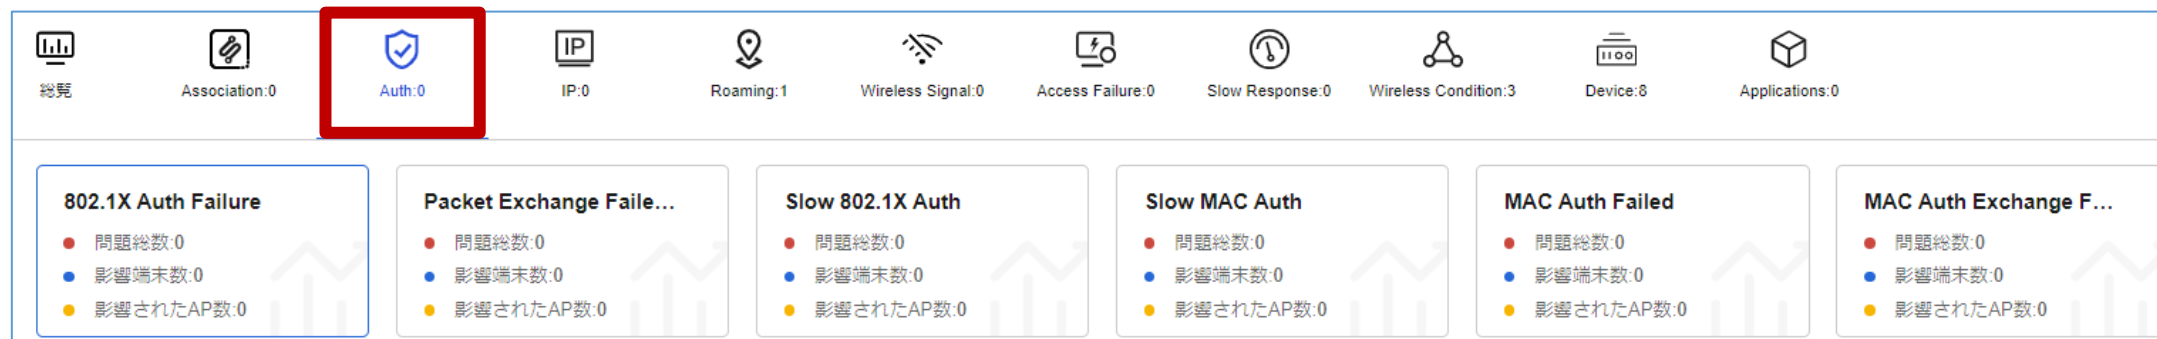 総覧
Association:0
Auth:0
IP
IP:0
Roaming:1
Wireless Signal:0
Access Failure:0
Slow Response:0
Wireless Condition:3
Device:8
Applications:0
802.1X Auth Failure
問題総数:0
影響端末数:0
影響されたAP数:0
Packet Exchange Faile...
問題総数:0
影響端末数:0
影響されたAP数:0
Slow 802.1X Auth
問題総数:0
影響端末数:0
影響されたAP数:0
Slow MAC Auth
問題総数:0
影響端末数:0
影響されたAP数:0
MAC Auth Failed
問題総数:0
影響端末数:0
影響されたAP数:0
MAC Auth Exchange F...
問題総数:0
影響端末数:0
影響されたAP数:0